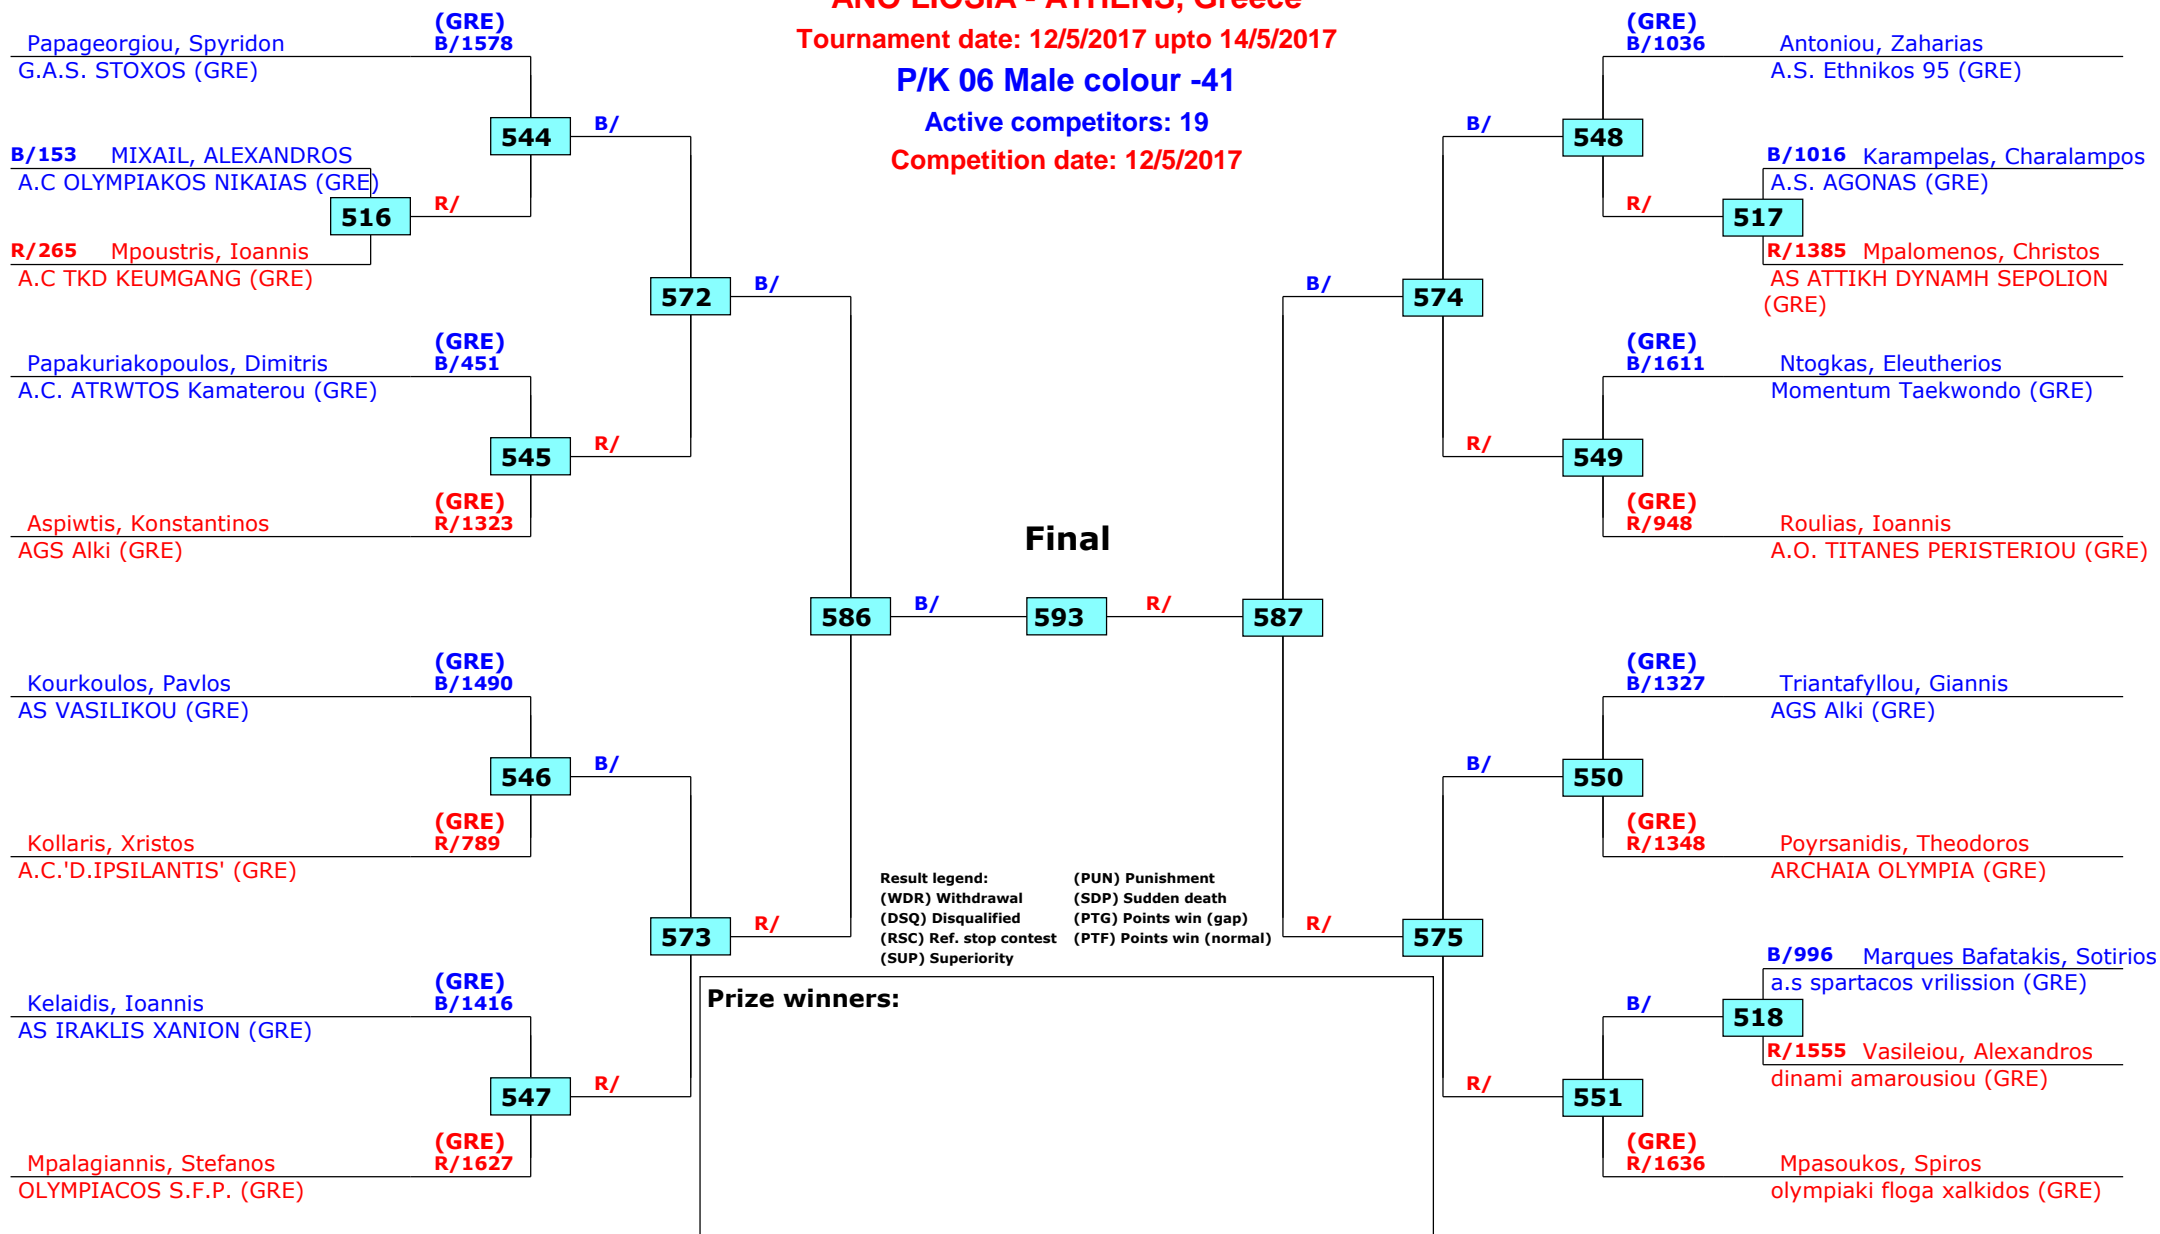 ANO LIOSIA - ATHENS, Greece
Tournament date: 12/5/2017 upto 14/5/2017
P/K 06 Male colour -41
Active competitors: 19
Competition date: 12/5/2017
(GRE)
Papageorgiou, Spyridon B/1578
G.A.S. STOXOS (GRE)
544 B/
B/153 MIXAIL, ALEXANDROS
A.C OLYMPIAKOS NIKAIAS (GRE)
516 R/
R/265 Mpoustris, Ioannis
A.C TKD KEUMGANG (GRE)
572 B/
(GRE)
Papakuriakopoulos, Dimitris B/451
A.C. ATRWTOS Kamaterou (GRE)
545 R/
(GRE)
Aspiwtis, Konstantinos R/1323
AGS Alki (GRE)
586 B/
(GRE)
Kourkoulos, Pavlos B/1490
AS VASILIKOU (GRE)
546 B/
(GRE)
Kollaris, Xristos R/789
A.C.'D.IPSILANTIS' (GRE)
573 R/
(GRE)
Kelaidis, Ioannis B/1416
AS IRAKLIS XANION (GRE)
547 R/
(GRE)
Mpalagiannis, Stefanos R/1627
OLYMPIACOS S.F.P. (GRE)
Final
593
(GRE)
B/1036 Antoniou, Zaharias
A.S. Ethnikos 95 (GRE)
B/ 548
B/1016 Karampelas, Charalampos
A.S. AGONAS (GRE)
R/ 517
R/1385 Mpalomenos, Christos
AS ATTIKH DYNAMH SEPOLION
(GRE)
B/ 574
(GRE)
B/1611 Ntogkas, Eleutherios
Momentum Taekwondo (GRE)
R/ 549
(GRE)
R/948 Roulias, Ioannis
A.O. TITANES PERISTERIOU (GRE)
R/ 587
(GRE)
B/1327 Triantafyllou, Giannis
AGS Alki (GRE)
B/ 550
(GRE)
R/1348 Poyrsanidis, Theodoros
ARCHAIA OLYMPIA (GRE)
R/ 575
B/996 Marques Bafatakis, Sotirios
a.s spartacos vrilission (GRE)
B/ 518
R/1555 Vasileiou, Alexandros
dinami amarousiou (GRE)
R/ 551
(GRE)
R/1636 Mpasoukos, Spiros
olympiaki floga xalkidos (GRE)
Result legend: (PUN) Punishment
(WDR) Withdrawal (SDP) Sudden death
(DSQ) Disqualified (PTG) Points win (gap)
(RSC) Ref. stop contest (PTF) Points win (normal)
(SUP) Superiority
Prize winners: